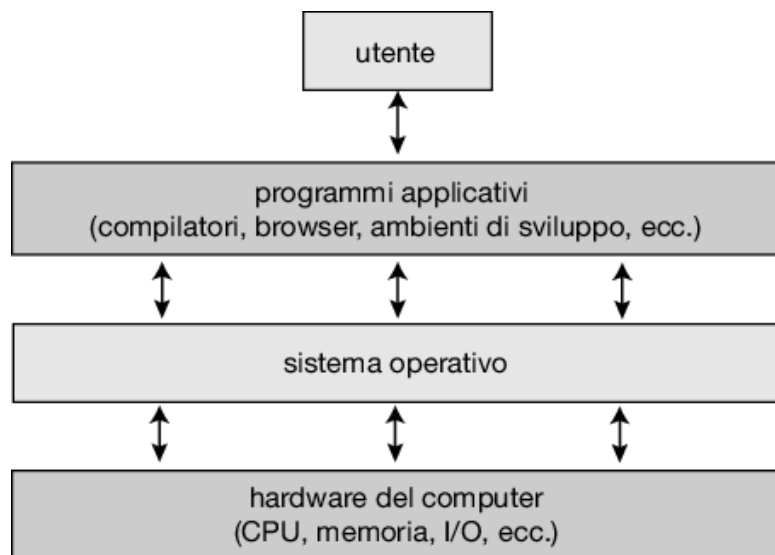 utente
programmi applicativi
(compilatori, browser, ambienti di sviluppo, ecc.)
sistema operativo
hardware del computer
(CPU, memoria, I/O, ecc.)